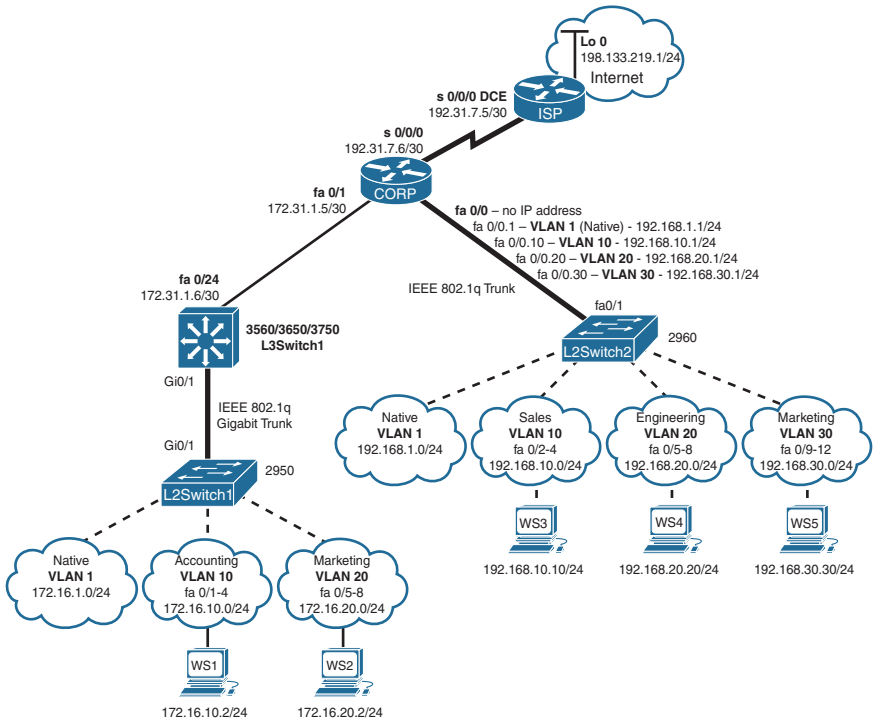 Lo 0
198.133.219.1/24
Internet
s 0/0/0 DCE
192.31.7.5/30
ISP
s 0/0/0
192.31.7.6/30
CORP
fa 0/1
172.31.1.5/30
fa 0/0 – no IP address
fa 0/0.1 – VLAN 1 (Native) - 192.168.1.1/24
fa 0/0.10 – VLAN 10 - 192.168.10.1/24
fa 0/0.20 – VLAN 20 - 192.168.20.1/24
fa 0/0.30 – VLAN 30 - 192.168.30.1/24
IEEE 802.1q Trunk
fa 0/24
172.31.1.6/30
3560/3650/3750
L3Switch1
Gi0/1
fa0/1
2960
L2Switch2
IEEE 802.1q
Gigabit Trunk
Gi0/1
2950
L2Switch1
Native
VLAN 1
192.168.1.0/24
Sales
VLAN 10
fa 0/2-4
192.168.10.0/24
Engineering
VLAN 20
fa 0/5-8
192.168.20.0/24
Marketing
VLAN 30
fa 0/9-12
192.168.30.0/24
WS3
192.168.10.10/24
WS4
192.168.20.20/24
WS5
192.168.30.30/24
Native
VLAN 1
172.16.1.0/24
Accounting
VLAN 10
fa 0/1-4
172.16.10.0/24
Marketing
VLAN 20
fa 0/5-8
172.16.20.0/24
WS1
172.16.10.2/24
WS2
172.16.20.2/24